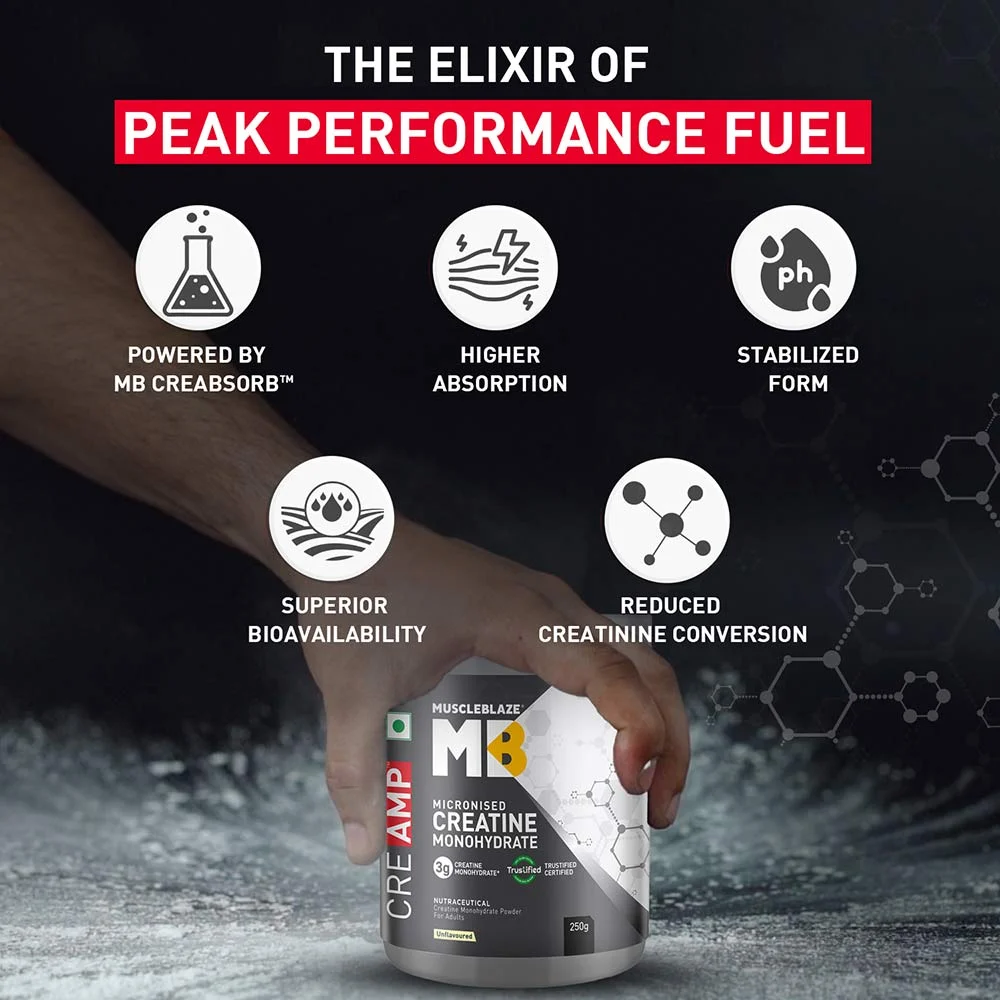 THE ELIXIR OF
PEAK PERFORMANCE FUEL
POWERED BY
MB CREABSORB™
HIGHER
ABSORPTION
ph
STABILIZED
FORM
SUPERIOR
BIOAVAILABILITY
REDUCED
CREATININE CONVERSION
CREAMP™
MUSCLEBLAZE®
MB
MICRONISED
CREATINE
MONOHYDRATE
3g CREATINE
MONOHYDRATE*
Trustified
TRUSTIFIED
CERTIFIED
NUTRACEUTICAL
Creatine Monohydrate Powder
For Adults
Unflavoured
250g